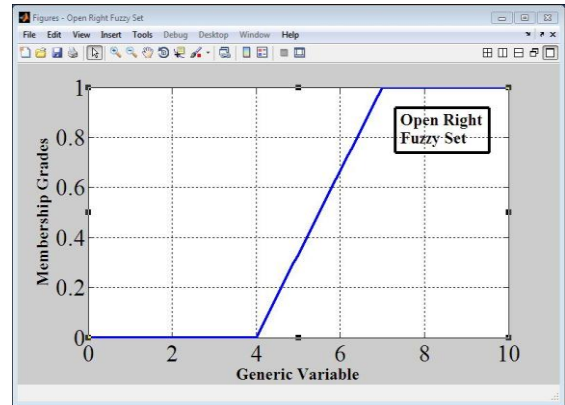 Figures - Open Right Fuzzy Set
File Edit View Insert Tools Debug Desktop Window Help
1
0.8
0.6
0.4
0.2
0
Membership Grades
Open Right
Fuzzy Set
0 2 4 6 8 10
Generic Variable